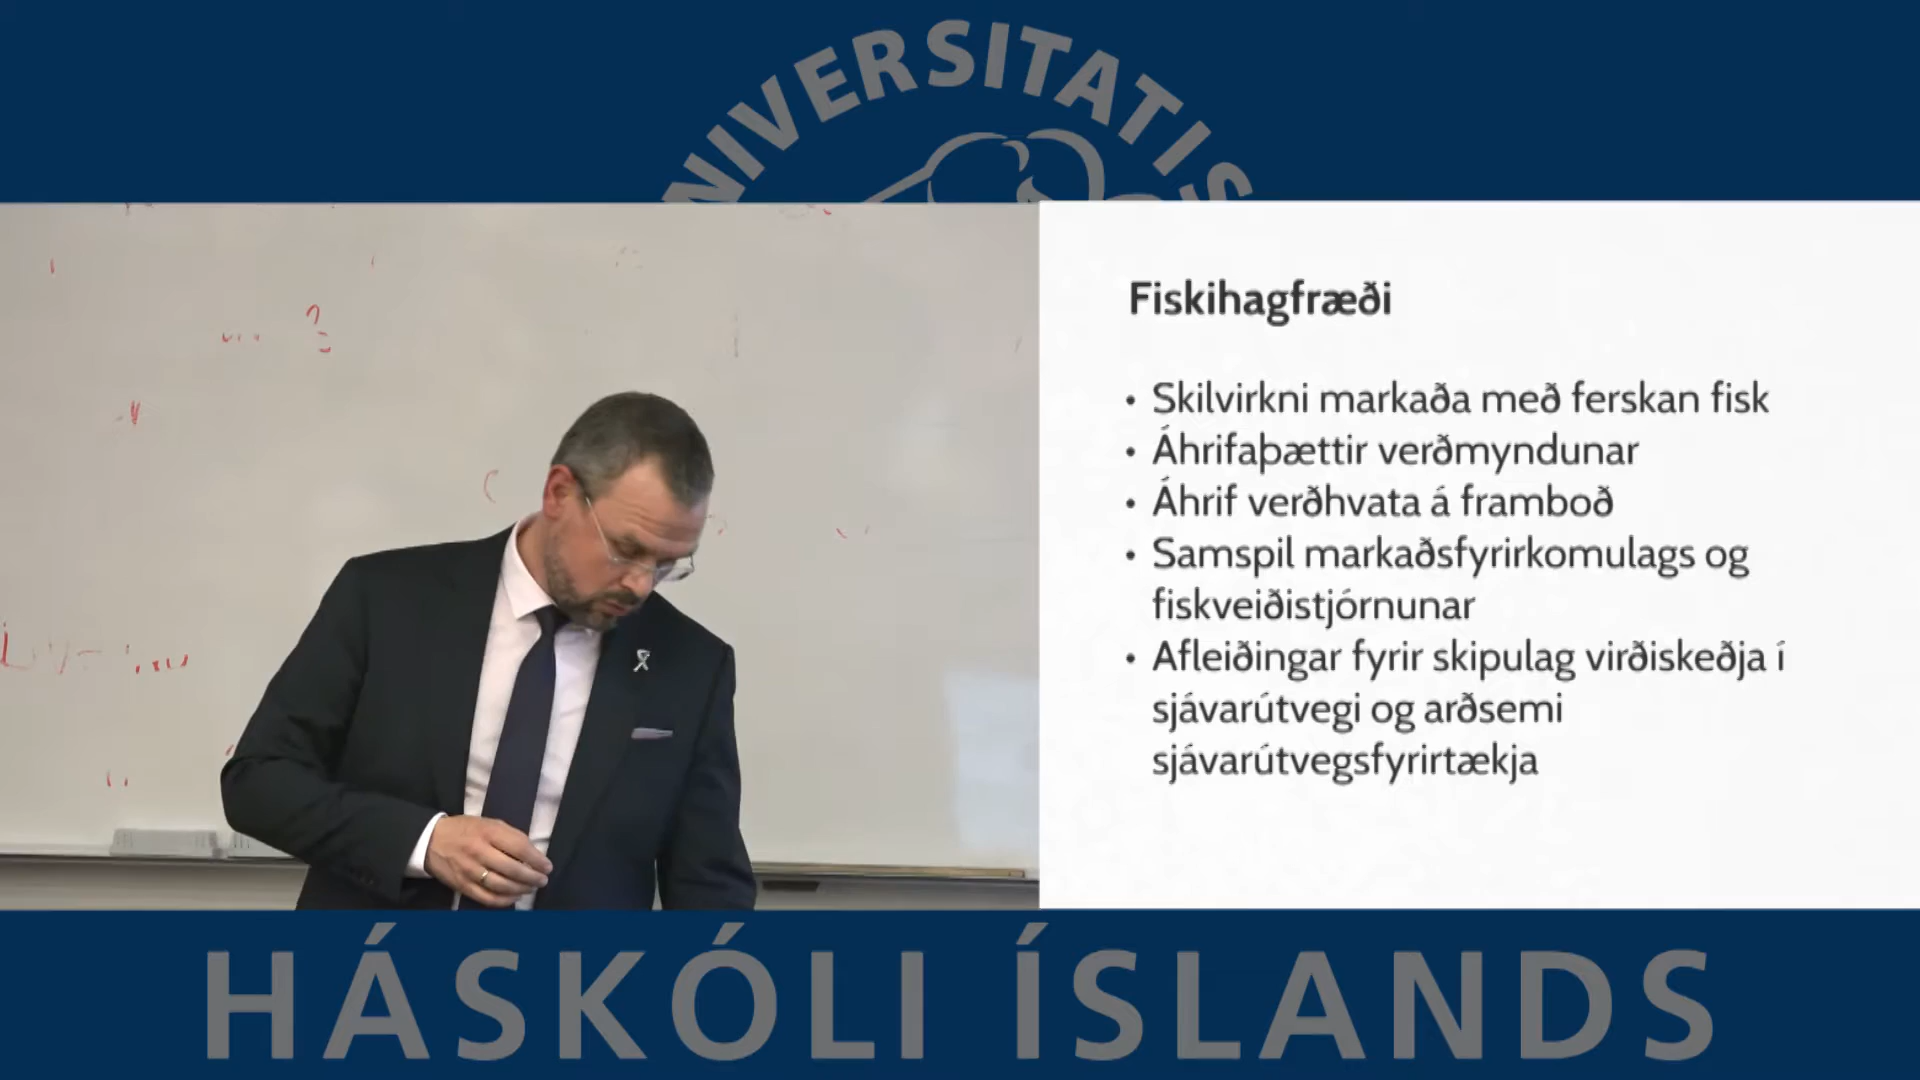 UNIVERSITATIS
Fiskihagfræði
• Skilvirkni markaða með ferskan fisk
• Áhrifaþættir verðmyndunar
• Áhrif verðhvata á framboð
• Samspil markaðsfyrirkomulags og
fiskveiðistjórnunar
• Afleiðingar fyrir skipulag virðiskeðja í
sjávarútvegi og arðsemi
sjávarútvegsfyrirtækja
HÁSKÓLI ÍSLANDS